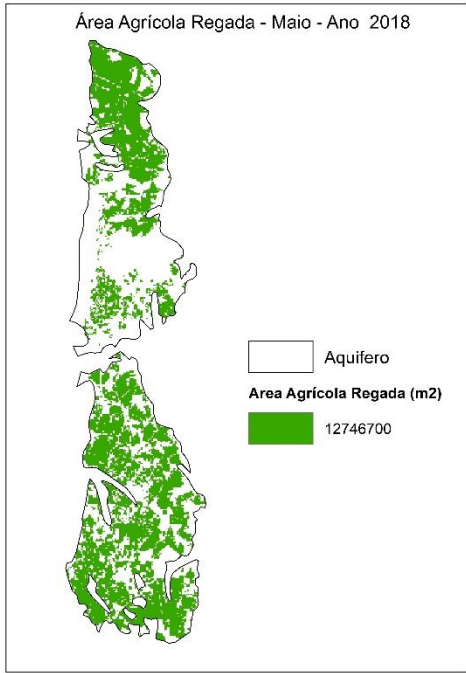 Área Agrícola Regada - Maio - Ano 2018
Aquifero
Area Agrícola Regada (m2)
12746700